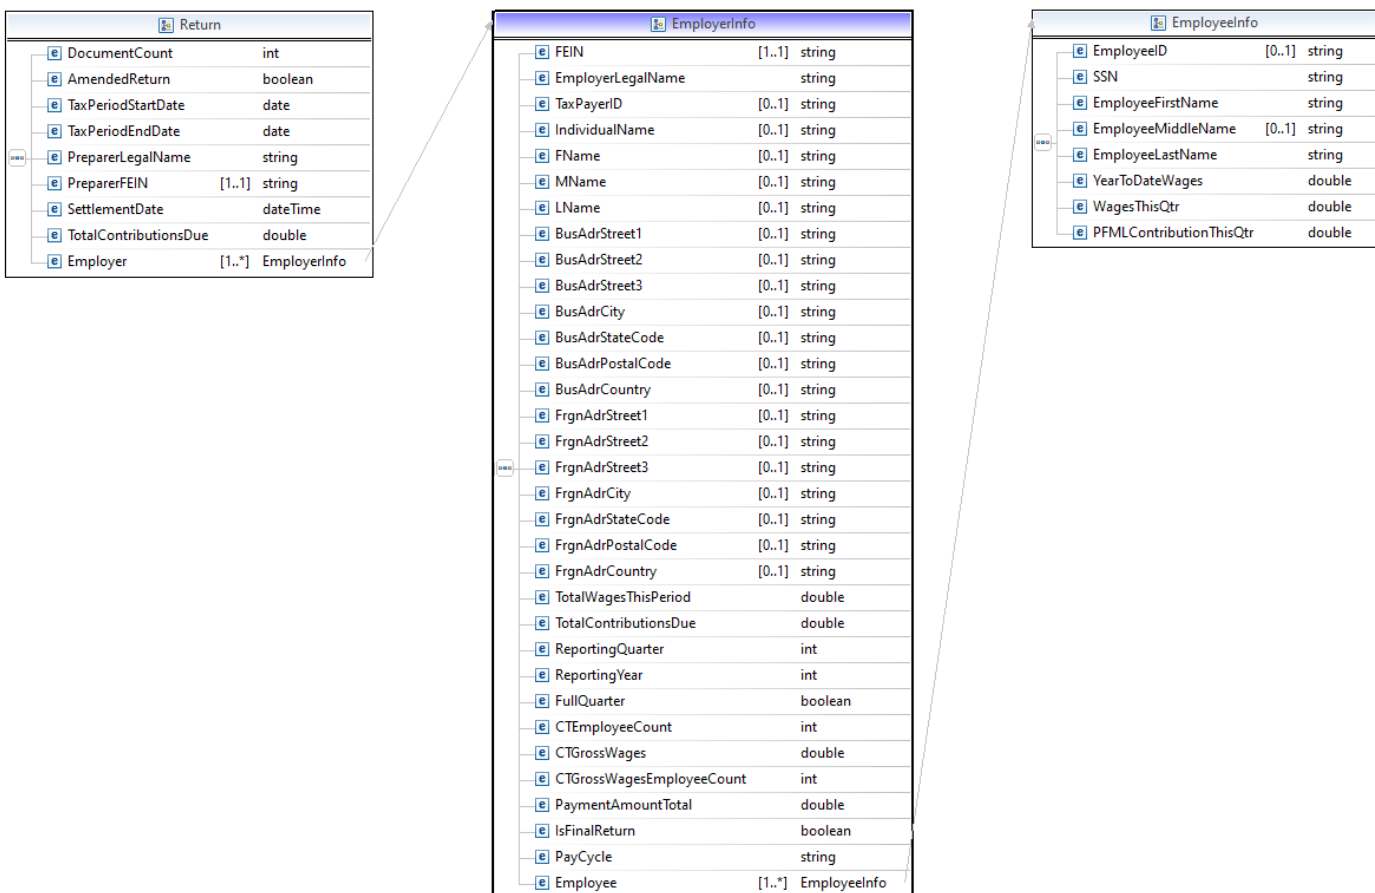 Return
DocumentCount int
AmendedReturn boolean
TaxPeriodStartDate date
TaxPeriodEndDate date
PreparerLegalName string
PreparerFEIN [1..1] string
SettlementDate dateTime
TotalContributionsDue double
Employer [1..*] EmployerInfo
EmployerInfo
FEIN [1..1] string
EmployerLegalName string
TaxPayerID [0..1] string
IndividualName [0..1] string
FName [0..1] string
MName [0..1] string
LName [0..1] string
BusAdrStreet1 [0..1] string
BusAdrStreet2 [0..1] string
BusAdrStreet3 [0..1] string
BusAdrCity [0..1] string
BusAdrStateCode [0..1] string
BusAdrPostalCode [0..1] string
BusAdrCountry [0..1] string
FrgnAdrStreet1 [0..1] string
FrgnAdrStreet2 [0..1] string
FrgnAdrStreet3 [0..1] string
FrgnAdrCity [0..1] string
FrgnAdrStateCode [0..1] string
FrgnAdrPostalCode [0..1] string
FrgnAdrCountry [0..1] string
TotalWagesThisPeriod double
TotalContributionsDue double
ReportingQuarter int
ReportingYear int
FullQuarter boolean
CTEmployeeCount int
CTGrossWages double
CTGrossWagesEmployeeCount int
PaymentAmountTotal double
IsFinalReturn boolean
PayCycle string
Employee [1..*] EmployeeInfo
EmployeeInfo
EmployeeID [0..1] string
SSN string
EmployeeFirstName string
EmployeeMiddleName [0..1] string
EmployeeLastName string
YearToDateWages double
WagesThisQtr double
PFMLContributionThisQtr double